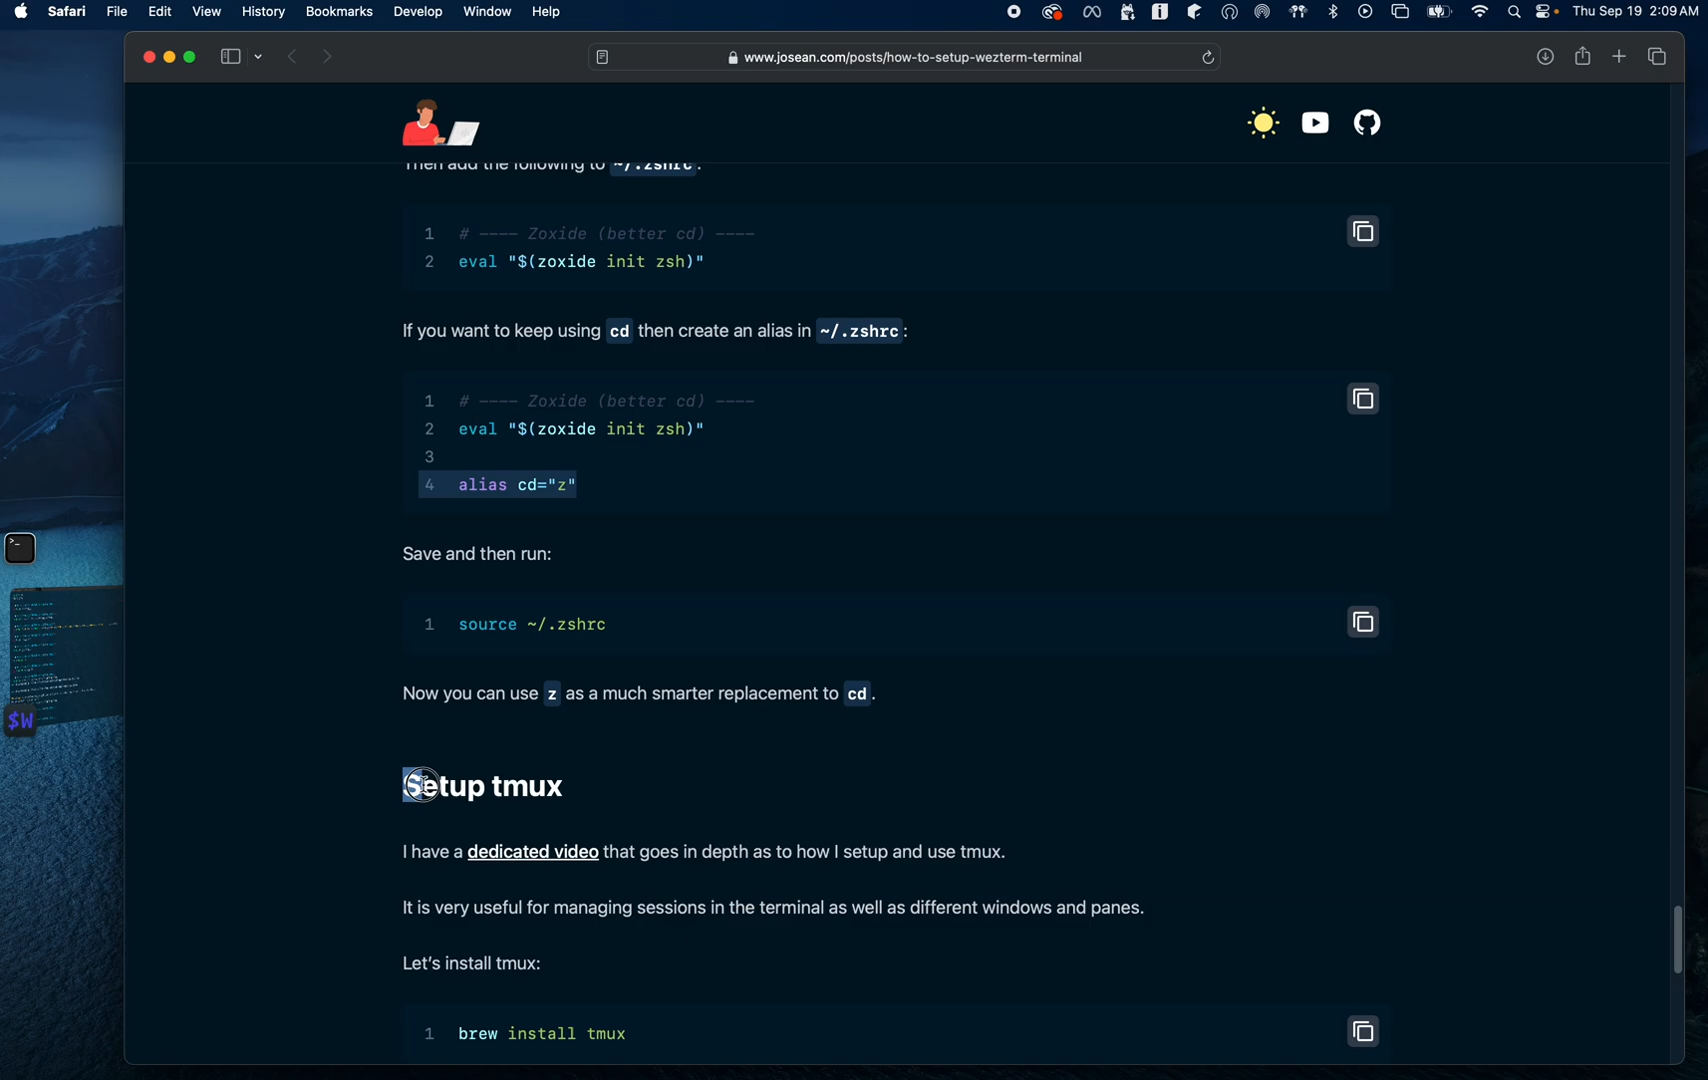 Safari File Edit View History Bookmarks Develop Window Help Thu Sep 19 2:09 AM
www.josean.com/posts/how-to-setup-wezterm-terminal
Then add the following to ~/.zshrc:
1 # ---- Zoxide (better cd) ----
2 eval "$(zoxide init zsh)"
If you want to keep using cd then create an alias in ~/.zshrc:
1 # ---- Zoxide (better cd) ----
2 eval "$(zoxide init zsh)"
3
4 alias cd="z"
Save and then run:
1 source ~/.zshrc
Now you can use z as a much smarter replacement to cd.
$W
Setup tmux
I have a dedicated video that goes in depth as to how I setup and use tmux.
It is very useful for managing sessions in the terminal as well as different windows and panes.
Let's install tmux:
1 brew install tmux